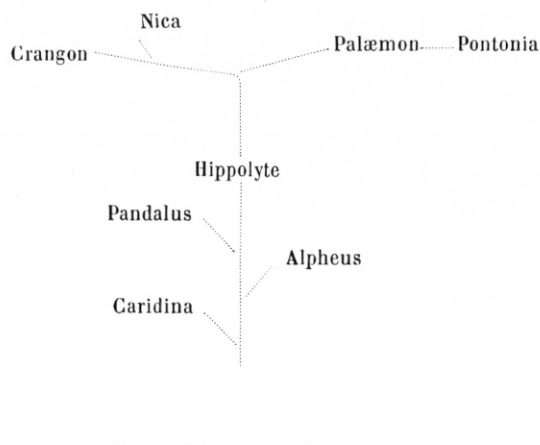 Nica
Crangon
Palæmon Pontonia
Hippolyte
Pandalus
Alpheus
Caridina